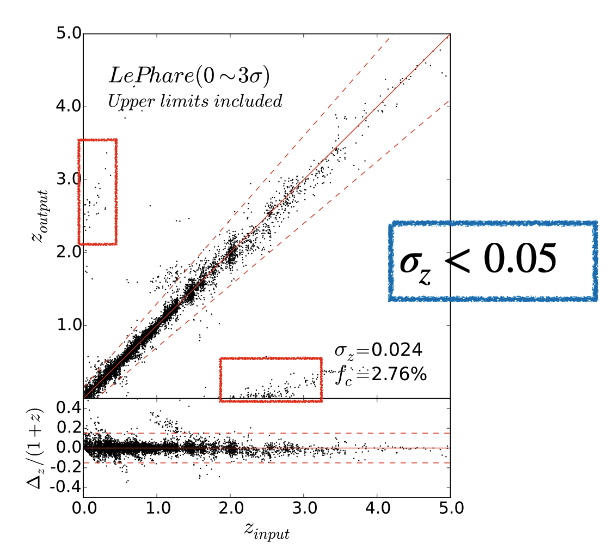 5.0
LePhare(0~3σ)
Upper limits included
4.0
3.0
z_output
2.0
σ_z < 0.05
1.0
σ_z=0.024
f_c=2.76%
0.4
0.2
0.0
-0.2
-0.4
Δ_z/(1+z)
0.0 1.0 2.0 3.0 4.0 5.0
z_input